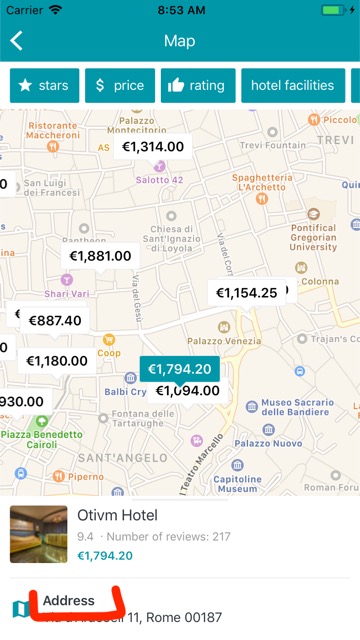 Carrier 8:53 AM
Map
stars
$ price
rating
hotel facilities
Ristorante
Maccheroni
Palazzo
Montecitorio
Piccolo
AS
€1,314.00
Trevi Fountain
TREVI
Salotto 42
0
San Luigi
dei Francesi
Spaghetteria
L'Archetto
Chiesa di
Sant'Ignazio
di Loyola
Pontifical
Gregorian
University
Pantheon
Via del Cor
€1,881.00
ina
Colonna
Shari Vari
Via del Gesù
€1,154.25
€
€887.40
0
Coop
Palazzo Venezia
Trajan's Co
€1,180.00
€1,794.20
Balbi Cry
€1,094.00
930.00
Fontana delle
Tartarughe
Museo Sacrario
delle Bandiere
Piazza Benedetto
Cairoli
Palazzo Nuovo
SANT'ANGELO
l Teatro Marcello
Piperno
Capitoline
Museum
Roman Foru
Otivm Hotel
9.4 · Number of reviews: 217
€1,794.20
Address
11, Rome 00187